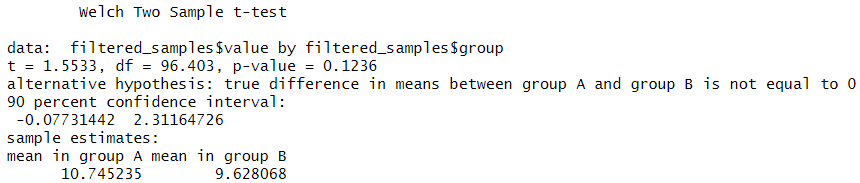 Welch Two Sample t-test
data:  filtered_samples$value by filtered_samples$group
t = 1.5533, df = 96.403, p-value = 0.1236
alternative hypothesis: true difference in means between group A and group B is not equal to 0
90 percent confidence interval:
 -0.07731442  2.31164726
sample estimates:
mean in group A mean in group B
      10.745235        9.628068